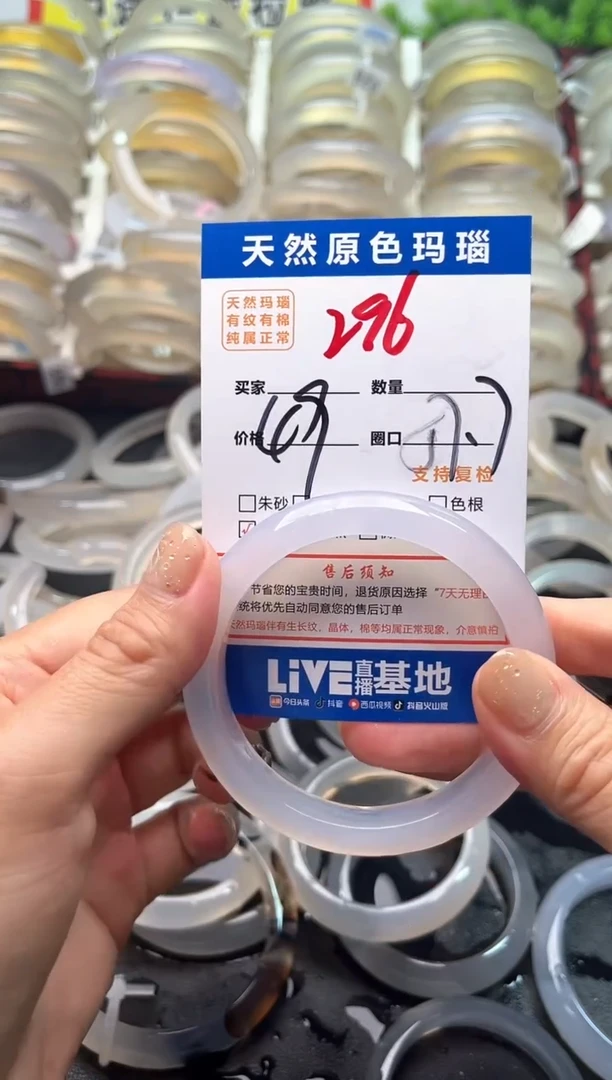 天然原色玛瑙
天然玛瑙
有纹有棉
纯属正常
296
买家 数量
价格 69 圈口
支持复检
朱砂 色根
售后须知
节省您的宝贵时间，退货原因选择“7天无理由
统将优先自动同意您的售后订单
天然玛瑙伴有生长纹，晶体，棉等均属正常现象，介意慎拍
LiVE直播基地
今日头条 抖音 西瓜视频 抖音火山版